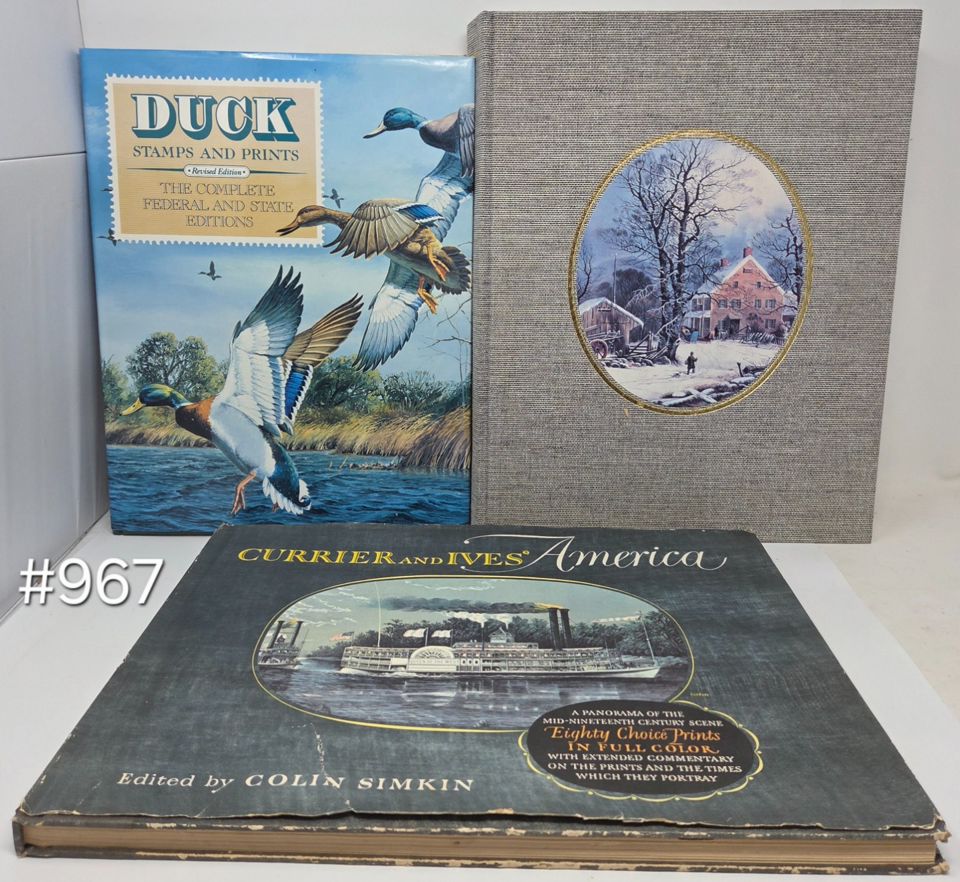 DUCK
STAMPS AND PRINTS
• Revised Edition •
THE COMPLETE
FEDERAL AND STATE
EDITIONS
#967
CURRIER AND IVES' America
A PANORAMA OF THE
MID-NINETEENTH CENTURY SCENE
Eighty Choice Prints
IN FULL COLOR
WITH EXTENDED COMMENTARY
ON THE PRINTS AND THE TIMES
WHICH THEY PORTRAY
Edited by COLIN SIMKIN